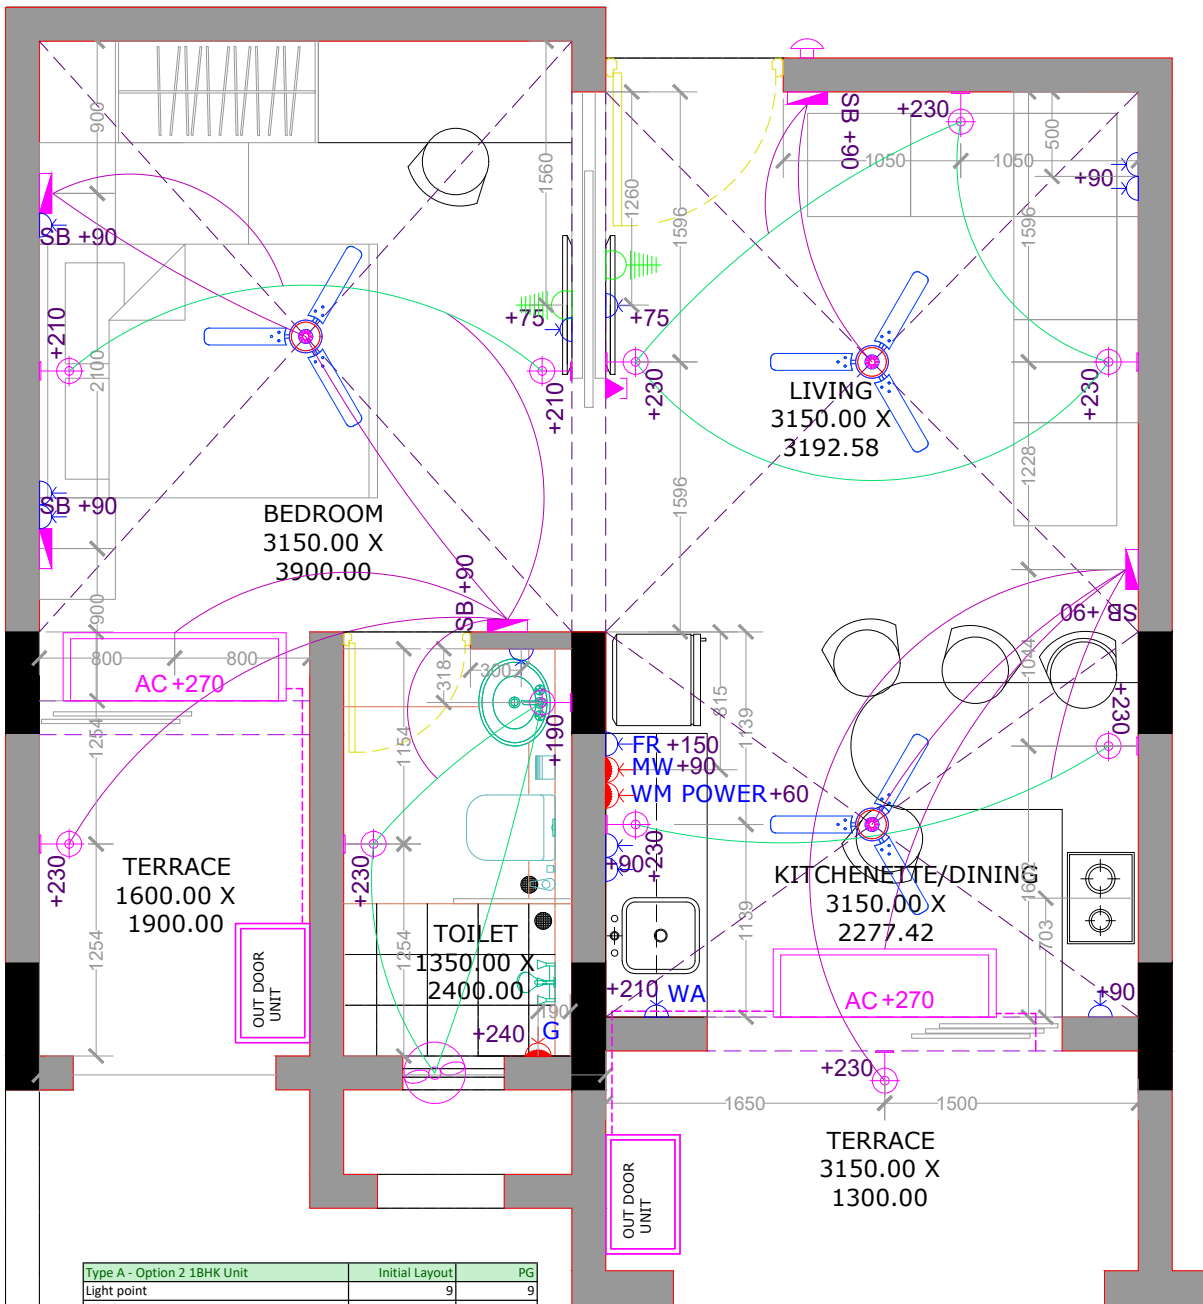 900
1560
1260
1596
SB +90
+230
1050
1050
500
+90
1596
SB +90
+210
2100
+75
+75
+210
+230
+230
LIVING
3150.00 X
3192.58
1228
1596
SB +90
BEDROOM
3150.00 X
3900.00
900
SB +90
SB +90
1044
800
800
AC +270
318
300
815
1139
+230
1254
1154
+190
FR +150
MW +90
WM POWER +60
+230
TERRACE
1600.00 X
1900.00
+230
+90
+230
KITCHENETTE/DINING
3150.00 X
2277.42
1254
1254
TOILET
1350.00 X
2400.00
1139
703
OUT DOOR
UNIT
+210
WA
AC +270
+90
190
+240
G
+230
1650
1500
TERRACE
3150.00 X
1300.00
OUT DOOR
UNIT
Type A - Option 2 1BHK Unit Initial Layout PG
Light point 9 9